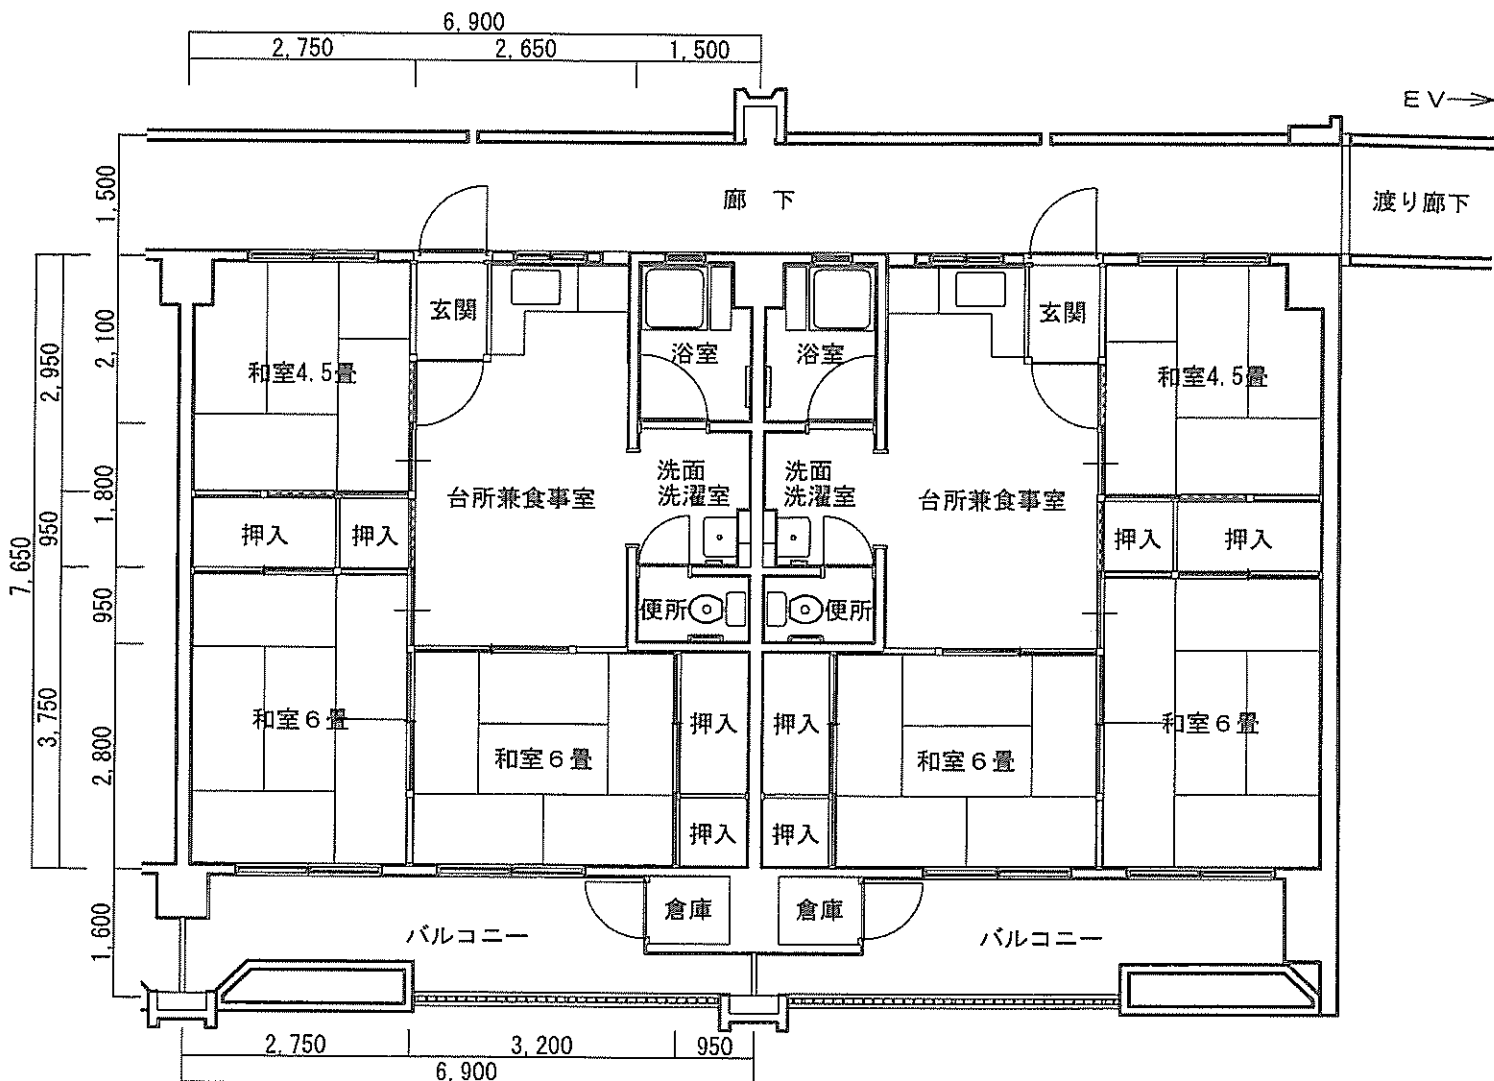 6,900
2,750 2,650 1,500
EV→
1,500
廊 下
渡り廊下
玄関
玄関
2,100
2,950
浴室
浴室
和室4.5畳
和室4.5畳
洗面
洗濯室
洗面
洗濯室
台所兼食事室
台所兼食事室
1,800
950
7,650
押入
押入
押入
押入
950
便所
便所
3,750
2,800
和室6畳
和室6畳
押入
押入
和室6畳
和室6畳
押入
押入
1,600
倉庫
倉庫
バルコニー
バルコニー
2,750 3,200 950
6,900